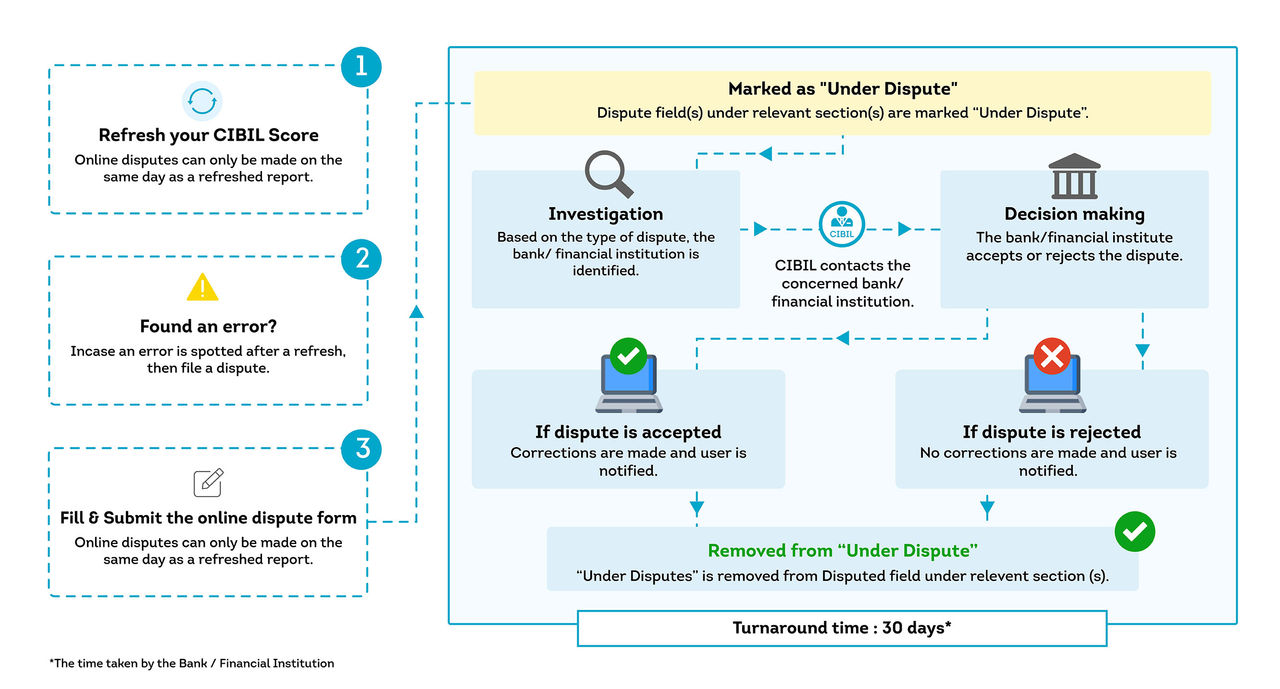 1
Refresh your CIBIL Score
Online disputes can only be made on the
same day as a refreshed report.
2
Found an error?
Incase an error is spotted after a refresh,
then file a dispute.
3
Fill & Submit the online dispute form
Online disputes can only be made on the
same day as a refreshed report.
Marked as "Under Dispute"
Dispute field(s) under relevant section(s) are marked “Under Dispute”.
Investigation
Based on the type of dispute, the
bank/ financial institution is
identified.
CIBIL
CIBIL contacts the
concerned bank/
financial institution.
Decision making
The bank/financial institute
accepts or rejects the dispute.
If dispute is accepted
Corrections are made and user is
notified.
If dispute is rejected
No corrections are made and user is
notified.
Removed from “Under Dispute”
“Under Disputes” is removed from Disputed field under relevent section (s).
Turnaround time : 30 days*
*The time taken by the Bank / Financial Institution